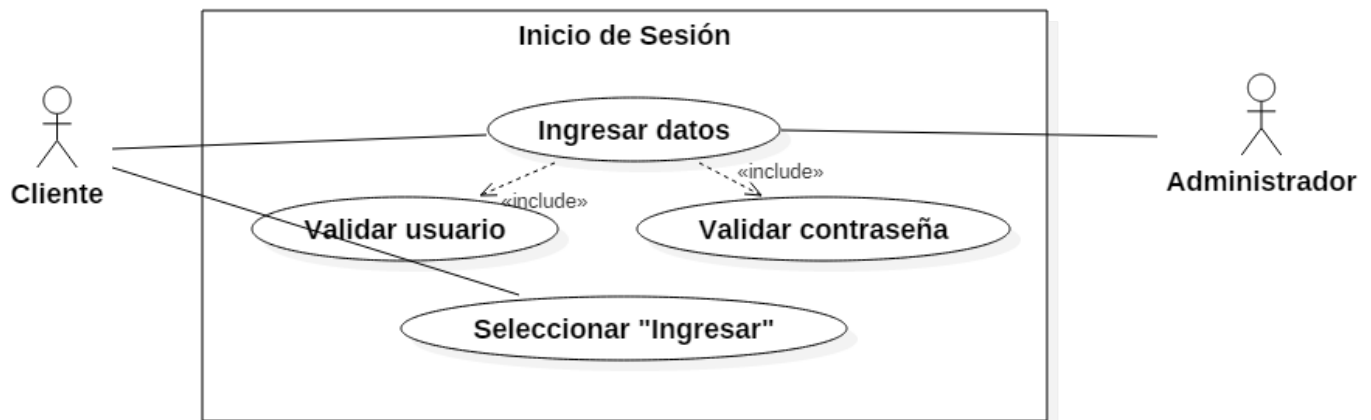 Inicio de Sesión
Ingresar datos
«include»
Administrador
Cliente
«include»
Validar usuario
Validar contraseña
Seleccionar "Ingresar"